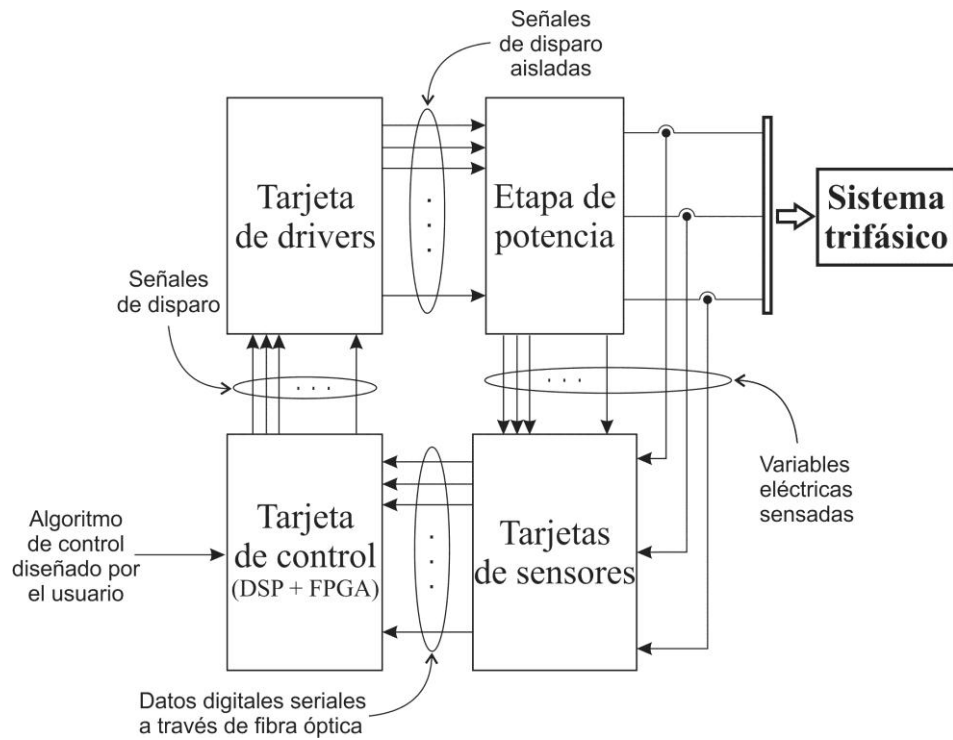 Señales
de disparo
aisladas
Tarjeta
de drivers
Etapa de
potencia
Sistema
trifásico
Señales
de disparo
Variables
eléctricas
sensadas
Algoritmo
de control
diseñado por
el usuario
Tarjeta
de control
(DSP + FPGA)
Tarjetas
de sensores
Datos digitales seriales
a través de fibra óptica